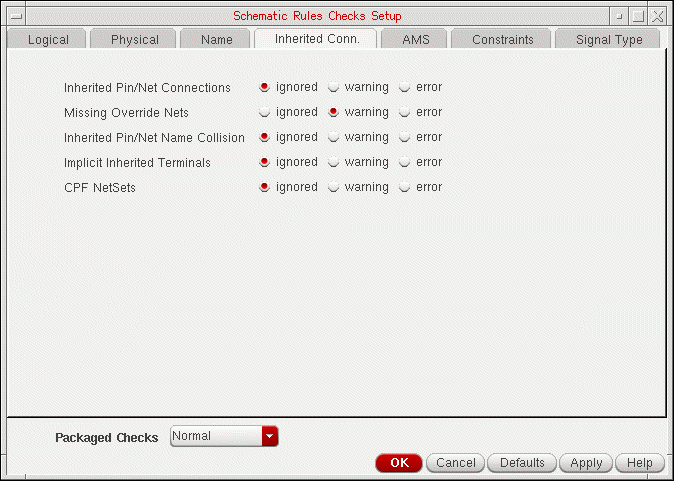 Schematic Rules Checks Setup
Logical Physical Name Inherited Conn. AMS Constraints Signal Type
Inherited Pin/Net Connections ignored warning error
Missing Override Nets ignored warning error
Inherited Pin/Net Name Collision ignored warning error
Implicit Inherited Terminals ignored warning error
CPF NetSets ignored warning error
Packaged Checks Normal
OK Cancel Defaults Apply Help